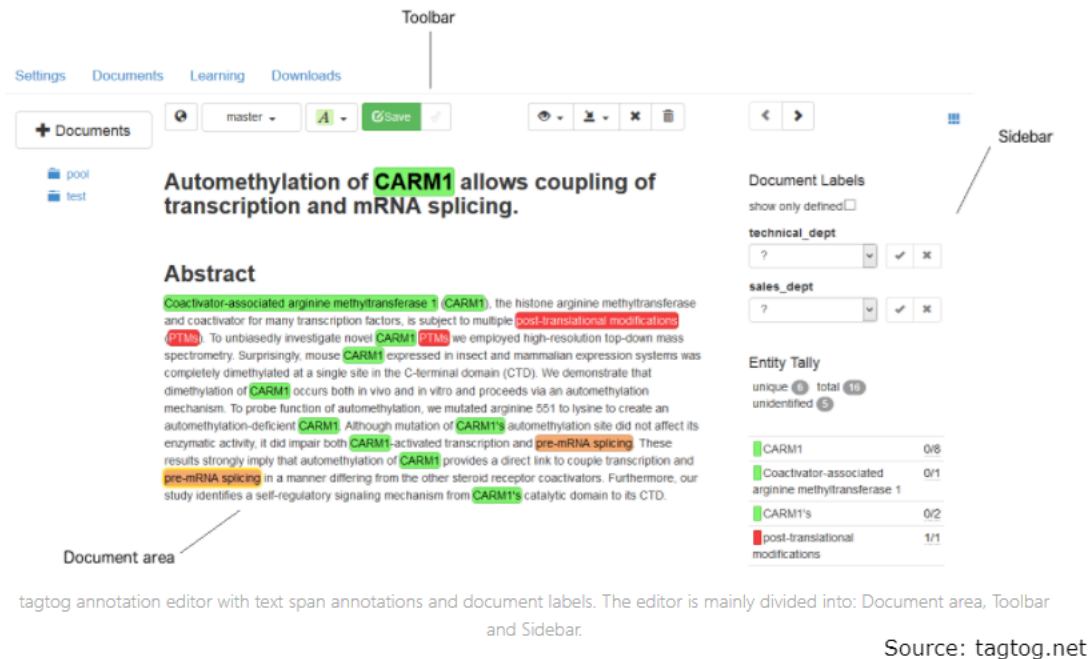 Toolbar
Settings Documents Learning Downloads
+ Documents
master
A
Save
pool
test
Automethylation of CARM1 allows coupling of
transcription and mRNA splicing.
Abstract
Coactivator-associated arginine methyltransferase 1 (CARM1), the histone arginine methyltransferase
and coactivator for many transcription factors, is subject to multiple post-translational modifications
(PTMs). To unbiasedly investigate novel CARM1 PTMs we employed high-resolution top-down mass
spectrometry. Surprisingly, mouse CARM1 expressed in insect and mammalian expression systems was
completely dimethylated at a single site in the C-terminal domain (CTD). We demonstrate that
dimethylation of CARM1 occurs both in vivo and in vitro and proceeds via an automethylation
mechanism. To probe function of automethylation, we mutated arginine 551 to lysine to create an
automethylation-deficient CARM1. Although mutation of CARM1's automethylation site did not affect its
enzymatic activity, it did impair both CARM1-activated transcription and pre-mRNA splicing. These
results strongly imply that automethylation of CARM1 provides a direct link to couple transcription and
pre-mRNA splicing in a manner differing from the other steroid receptor coactivators. Furthermore, our
study identifies a self-regulatory signaling mechanism from CARM1's catalytic domain to its CTD.
Document area
Sidebar
Document Labels
show only defined
technical_dept
?
sales_dept
?
Entity Tally
unique 6 total 16
unidentified 5
CARM1 0/8
Coactivator-associated 0/1
arginine methyltransferase 1
CARM1's 0/2
post-translational 1/1
modifications
tagtog annotation editor with text span annotations and document labels. The editor is mainly divided into: Document area, Toolbar
and Sidebar.
Source: tagtog.net